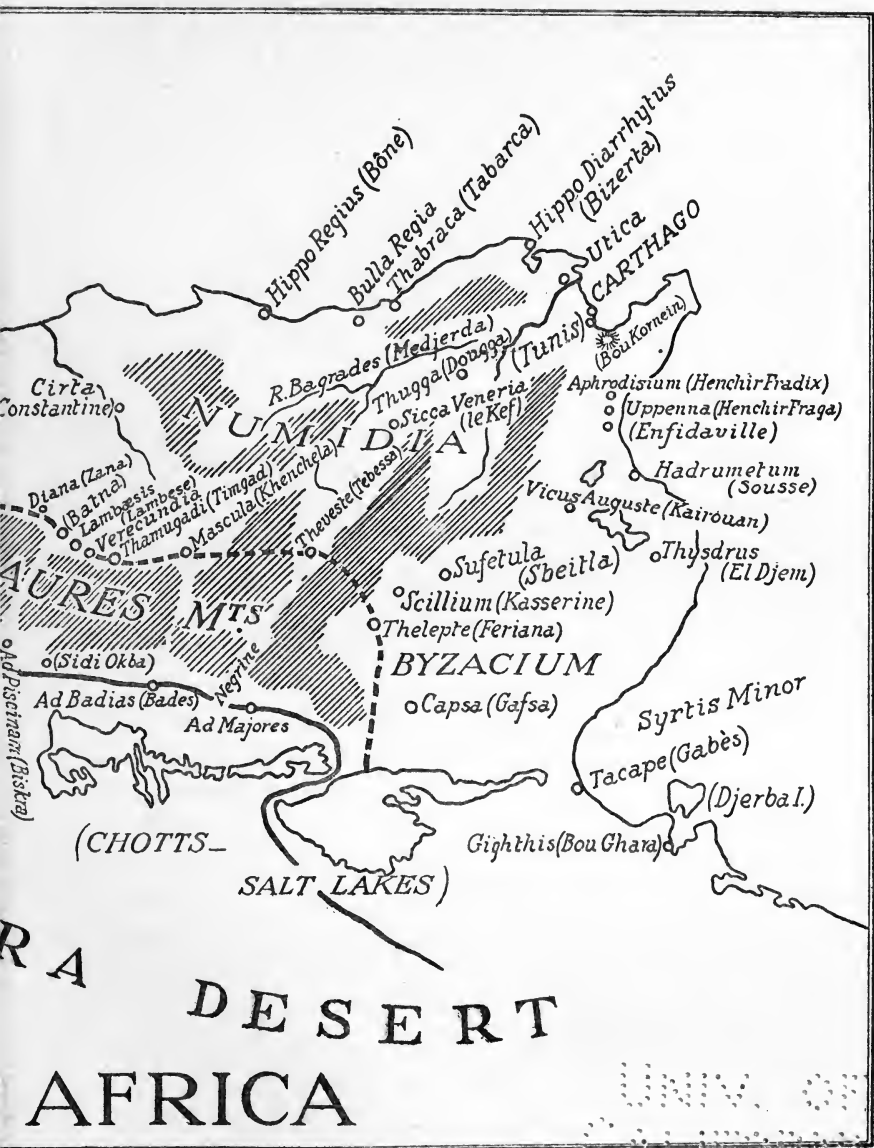 Hippo Regius (Bône)
Bulla Regia
Thabraca (Tabarca)
Hippo Diarrhytus
(Bizerta)
Utica
CARTHAGO
(Tunis)
(Bou Kornein)
R. Bagrades (Medjerda)
Thugga (Dougga)
Sicca Veneria
(le Kef)
Cirta
Constantine)
NUMIDIA
Aphrodisium (Henchir Fradix)
Uppenna (Henchir Fraga)
(Enfidaville)
Hadrumetum
(Sousse)
Vicus Auguste (Kairouan)
Thysdrus
(El Djem)
Diana (Zana)
(Batna)
Lambæsis
(Lambese)
Verecundia
Thamugadi (Timgad)
Mascula (Khenchela)
Theveste (Tebessa)
Sufetula
(Sbeitla)
Scillium (Kasserine)
Thelepte (Feriana)
AURES MTS
BYZACIUM
Capsa (Gafsa)
(Sidi Okba)
Ad Piscinam (Biskra)
Ad Badias (Bades)
Negrine
Ad Majores
Syrtis Minor
Tacape (Gabès)
(Djerba I.)
Gighthis (Bou Ghara)
(CHOTTS_
SALT LAKES)
RA DESERT
AFRICA
UNIV. OF